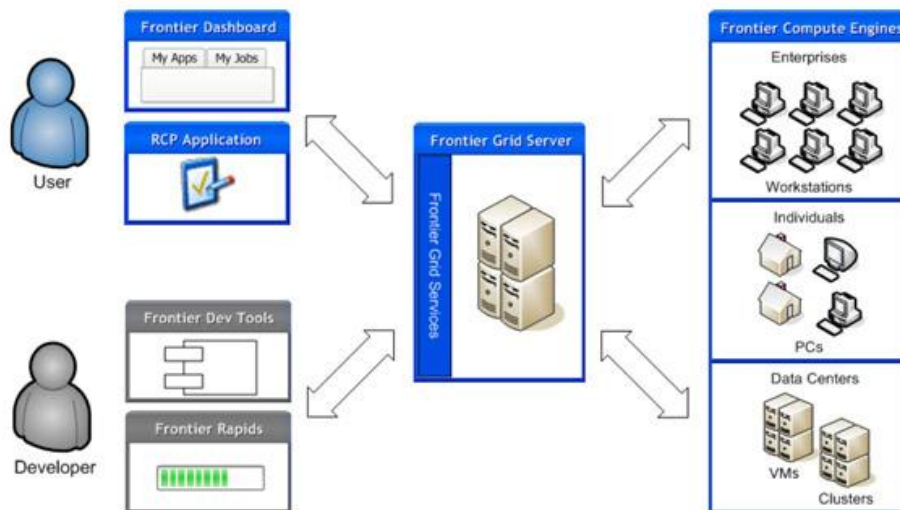 Frontier Dashboard
My Apps My Jobs
RCP Application
User
Frontier Dev Tools
Frontier Rapids
Developer
Frontier Grid Server
Frontier Grid Services
Frontier Compute Engines
Enterprises
Workstations
Individuals
PCs
Data Centers
VMs
Clusters